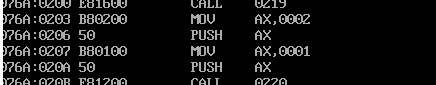 076A:0200 E81600 CALL 0219
076A:0203 B80200 MOV AX,0002
076A:0206 50 PUSH AX
076A:0207 B80100 MOV AX,0001
076A:020A 50 PUSH AX
076A:020B E81200 CALL 0220